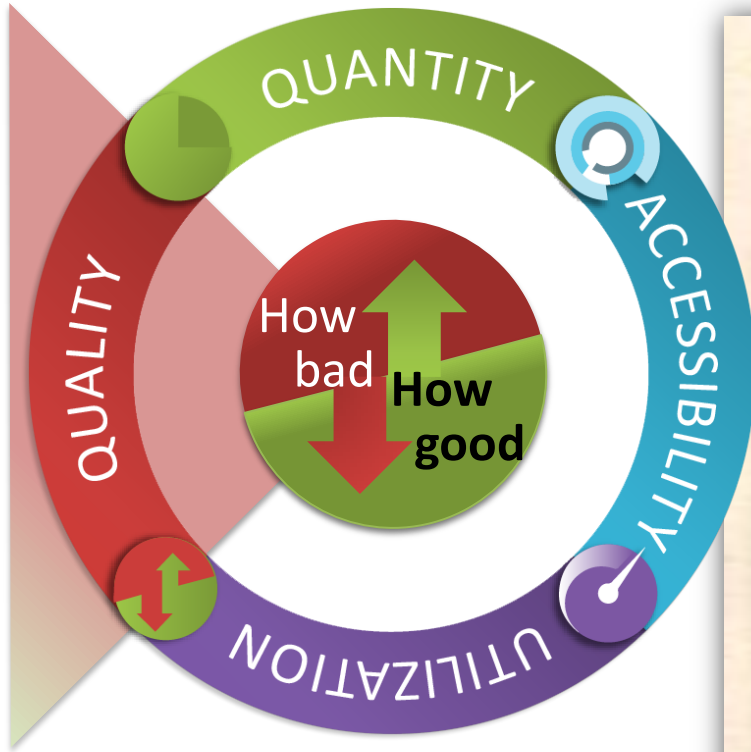 QUANTITY
ACCESSIBILITY
UTILIZATION
QUALITY
How
bad
How
good